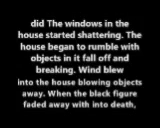 did The windows in the
house started shattering. The
house began to rumble with
objects in it fall off and
breaking. Wind blew
into the house blowing objects
away. When the black figure
faded away with into death,